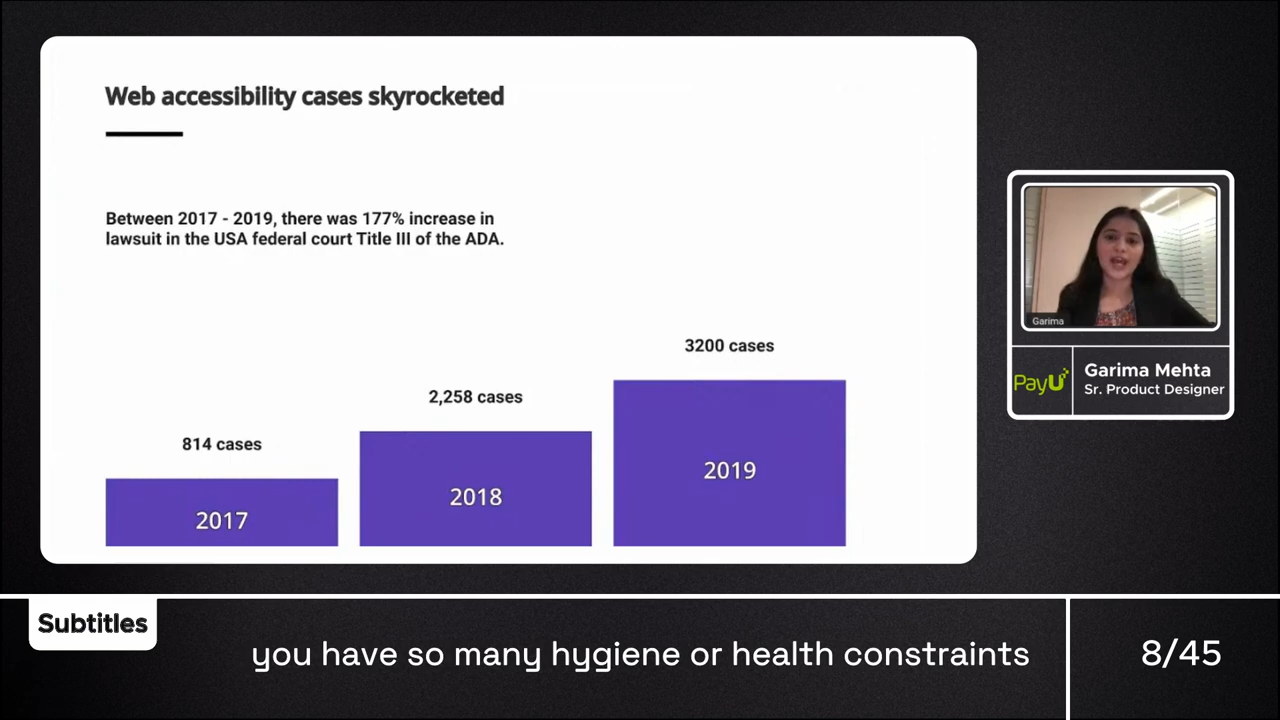 Web accessibility cases skyrocketed
Between 2017 - 2019, there was 177% increase in
lawsuit in the USA federal court Title III of the ADA.
814 cases
2,258 cases
3200 cases
2017
2018
2019
Garima
PayU
Garima Mehta
Sr. Product Designer
Subtitles
you have so many hygiene or health constraints
8/45